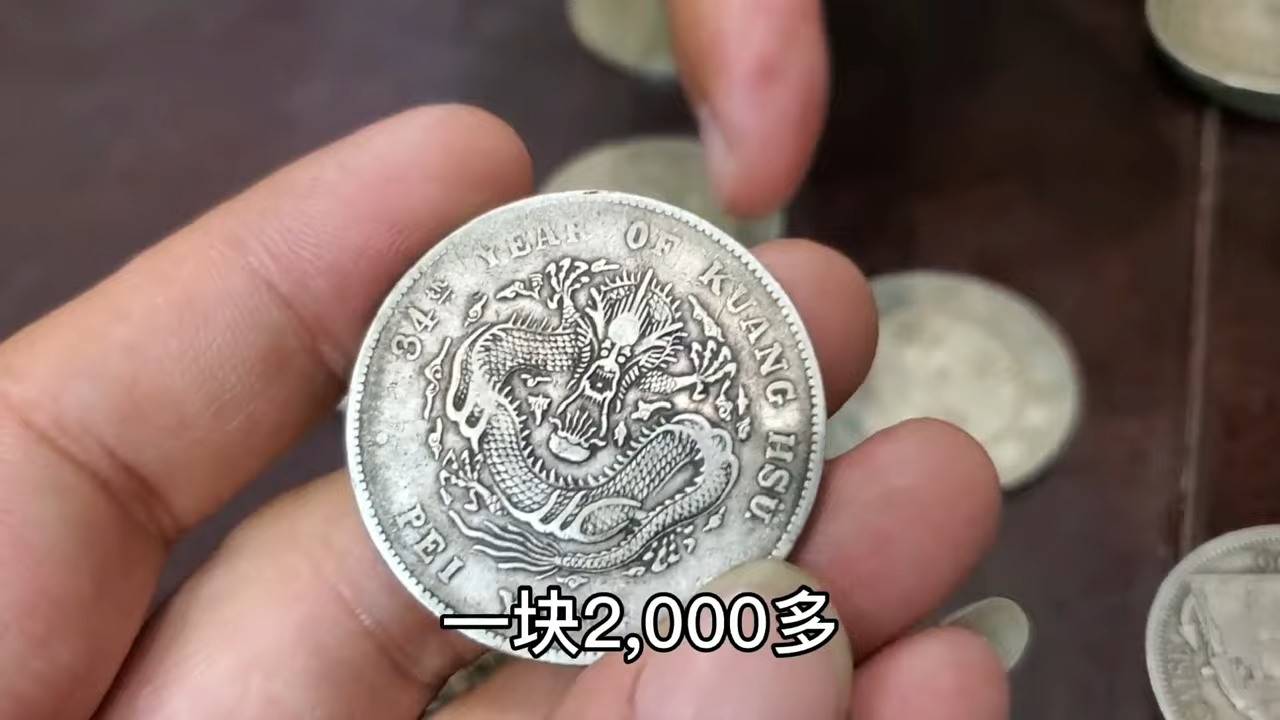 34th YEAR OF KUANG HSU
PEI
一块2,000多